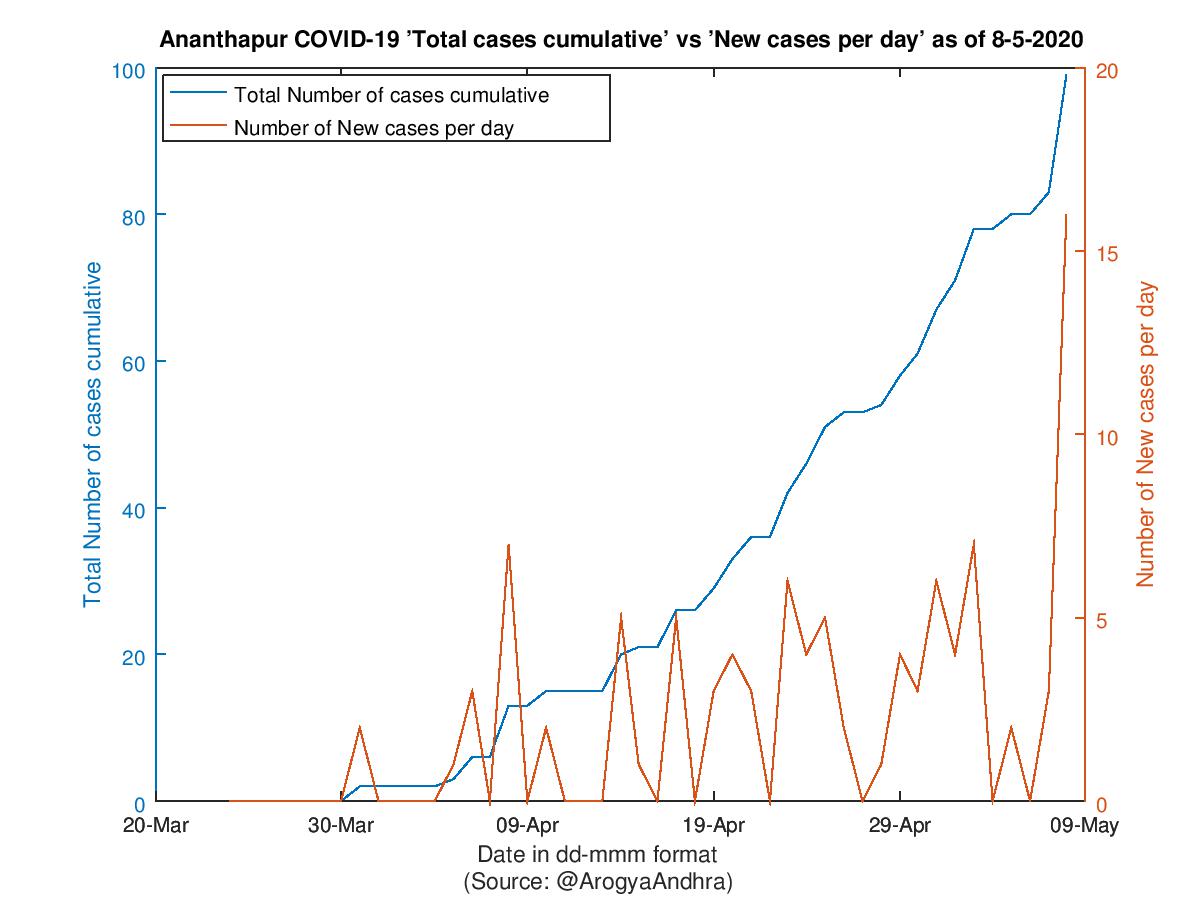 Ananthapur COVID-19 ’Total cases cumulative’ vs ’New cases per day’ as of 8-5-2020
Total Number of cases cumulative
Number of New cases per day
100
80
60
40
20
0
Total Number of cases cumulative
20
15
10
5
0
Number of New cases per day
20-Mar 30-Mar 09-Apr 19-Apr 29-Apr 09-May
Date in dd-mmm format
(Source: @ArogyaAndhra)